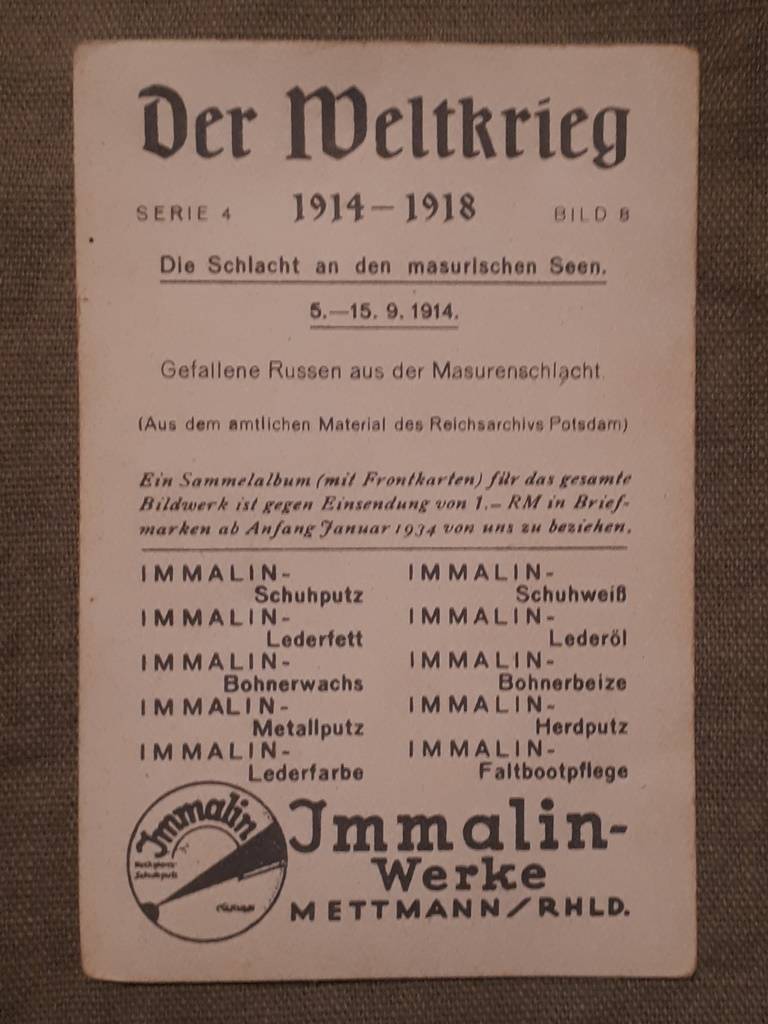 Der Weltkrieg
SERIE 4 1914–1918 BILD 8
Die Schlacht an den masurischen Seen.
5.—15. 9. 1914.
Gefallene Russen aus der Masurenschlacht.
(Aus dem amtlichen Material des Reichsarchivs Potsdam)
Ein Sammelalbum (mit Frontkarten) für das gesamte
Bildwerk ist gegen Einsendung von 1.– RM in Brief-
marken ab Anfang Januar 1934 von uns zu beziehen.
IMMALIN- IMMALIN-
Schuhputz Schuhweiß
IMMALIN- IMMALIN-
Lederfett Lederöl
IMMALIN- IMMALIN-
Bohnerwachs Bohnerbeize
IMMALIN- IMMALIN-
Metallputz Herdputz
IMMALIN- IMMALIN-
Lederfarbe Faltbootpflege
Immalin
Immalin-
Werke
METTMANN/RHLD.